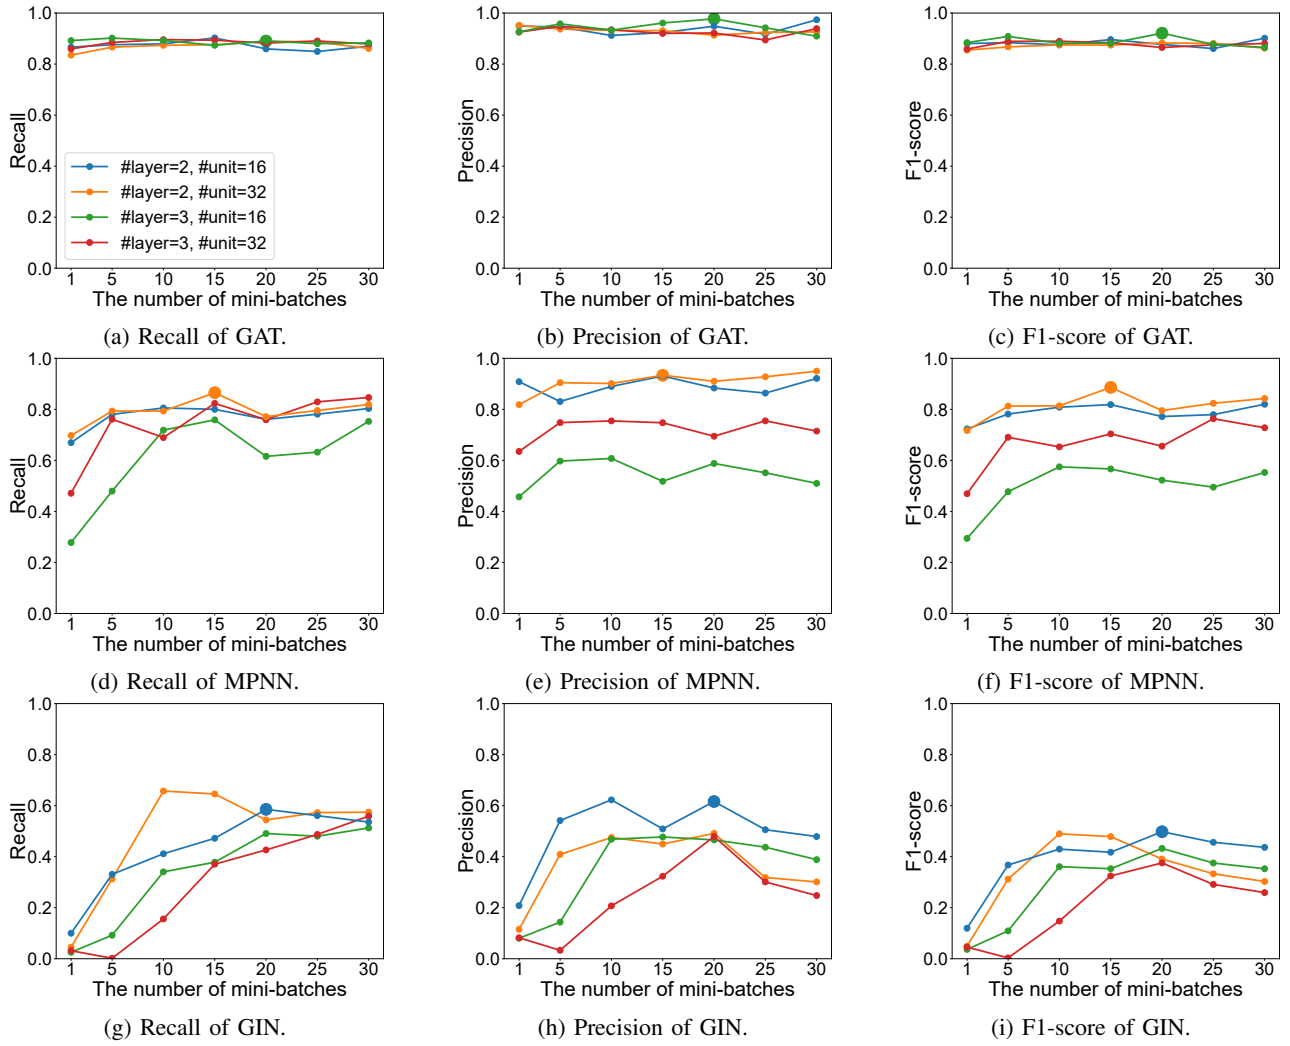 1.0
0.8
0.6
0.4
0.2
0.0
Recall
#layer=2, #unit=16
#layer=2, #unit=32
#layer=3, #unit=16
#layer=3, #unit=32
1 5 10 15 20 25 30
The number of mini-batches
(a) Recall of GAT.
1.0
0.8
0.6
0.4
0.2
0.0
Precision
1 5 10 15 20 25 30
The number of mini-batches
(b) Precision of GAT.
1.0
0.8
0.6
0.4
0.2
0.0
F1-score
1 5 10 15 20 25 30
The number of mini-batches
(c) F1-score of GAT.
1.0
0.8
0.6
0.4
0.2
0.0
Recall
1 5 10 15 20 25 30
The number of mini-batches
(d) Recall of MPNN.
1.0
0.8
0.6
0.4
0.2
0.0
Precision
1 5 10 15 20 25 30
The number of mini-batches
(e) Precision of MPNN.
1.0
0.8
0.6
0.4
0.2
0.0
F1-score
1 5 10 15 20 25 30
The number of mini-batches
(f) F1-score of MPNN.
1.0
0.8
0.6
0.4
0.2
0.0
Recall
1 5 10 15 20 25 30
The number of mini-batches
(g) Recall of GIN.
1.0
0.8
0.6
0.4
0.2
0.0
Precision
1 5 10 15 20 25 30
The number of mini-batches
(h) Precision of GIN.
1.0
0.8
0.6
0.4
0.2
0.0
F1-score
1 5 10 15 20 25 30
The number of mini-batches
(i) F1-score of GIN.